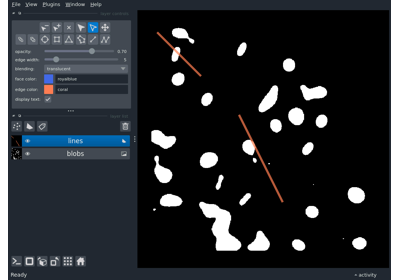 File View Plugins Window Help
opacity: 0.70
edge width: 5
blending: translucent
face color: royalblue
edge color: coral
display text: ✓
lines
blobs
Ready
activity